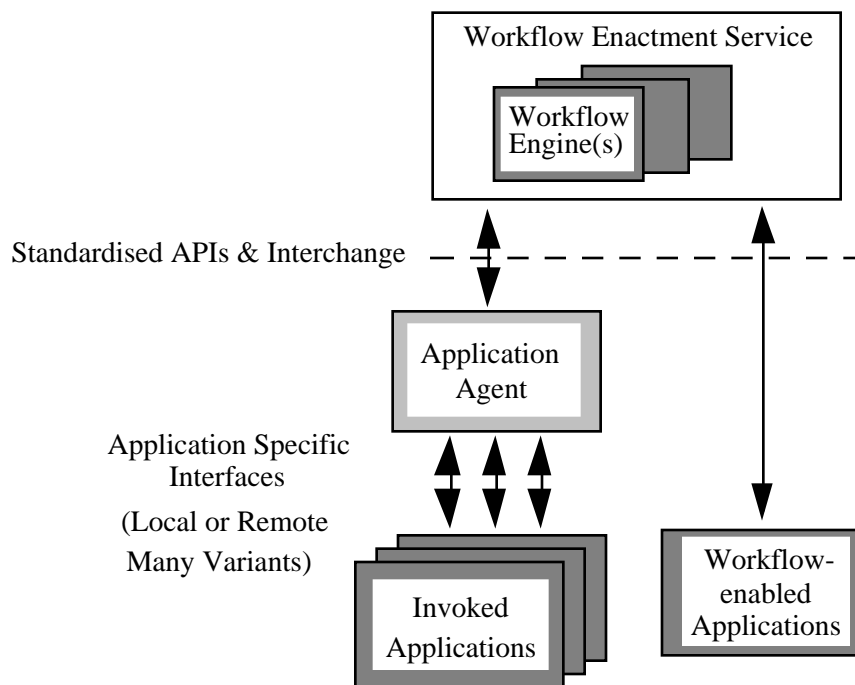 Workflow Enactment Service
Workflow
Engine(s)
Standardised APIs & Interchange
Application
Agent
Application Specific
Interfaces
(Local or Remote
Many Variants)
Invoked
Applications
Workflow-
enabled
Applications